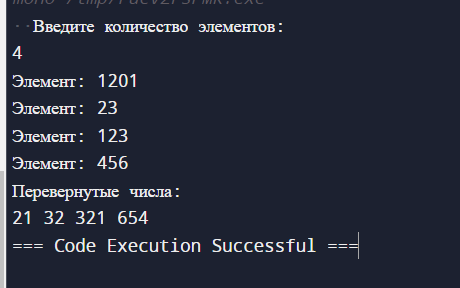 Введите количество элементов:
4
Элемент: 1201
Элемент: 23
Элемент: 123
Элемент: 456
Перевернутые числа:
21 32 321 654
=== Code Execution Successful ===